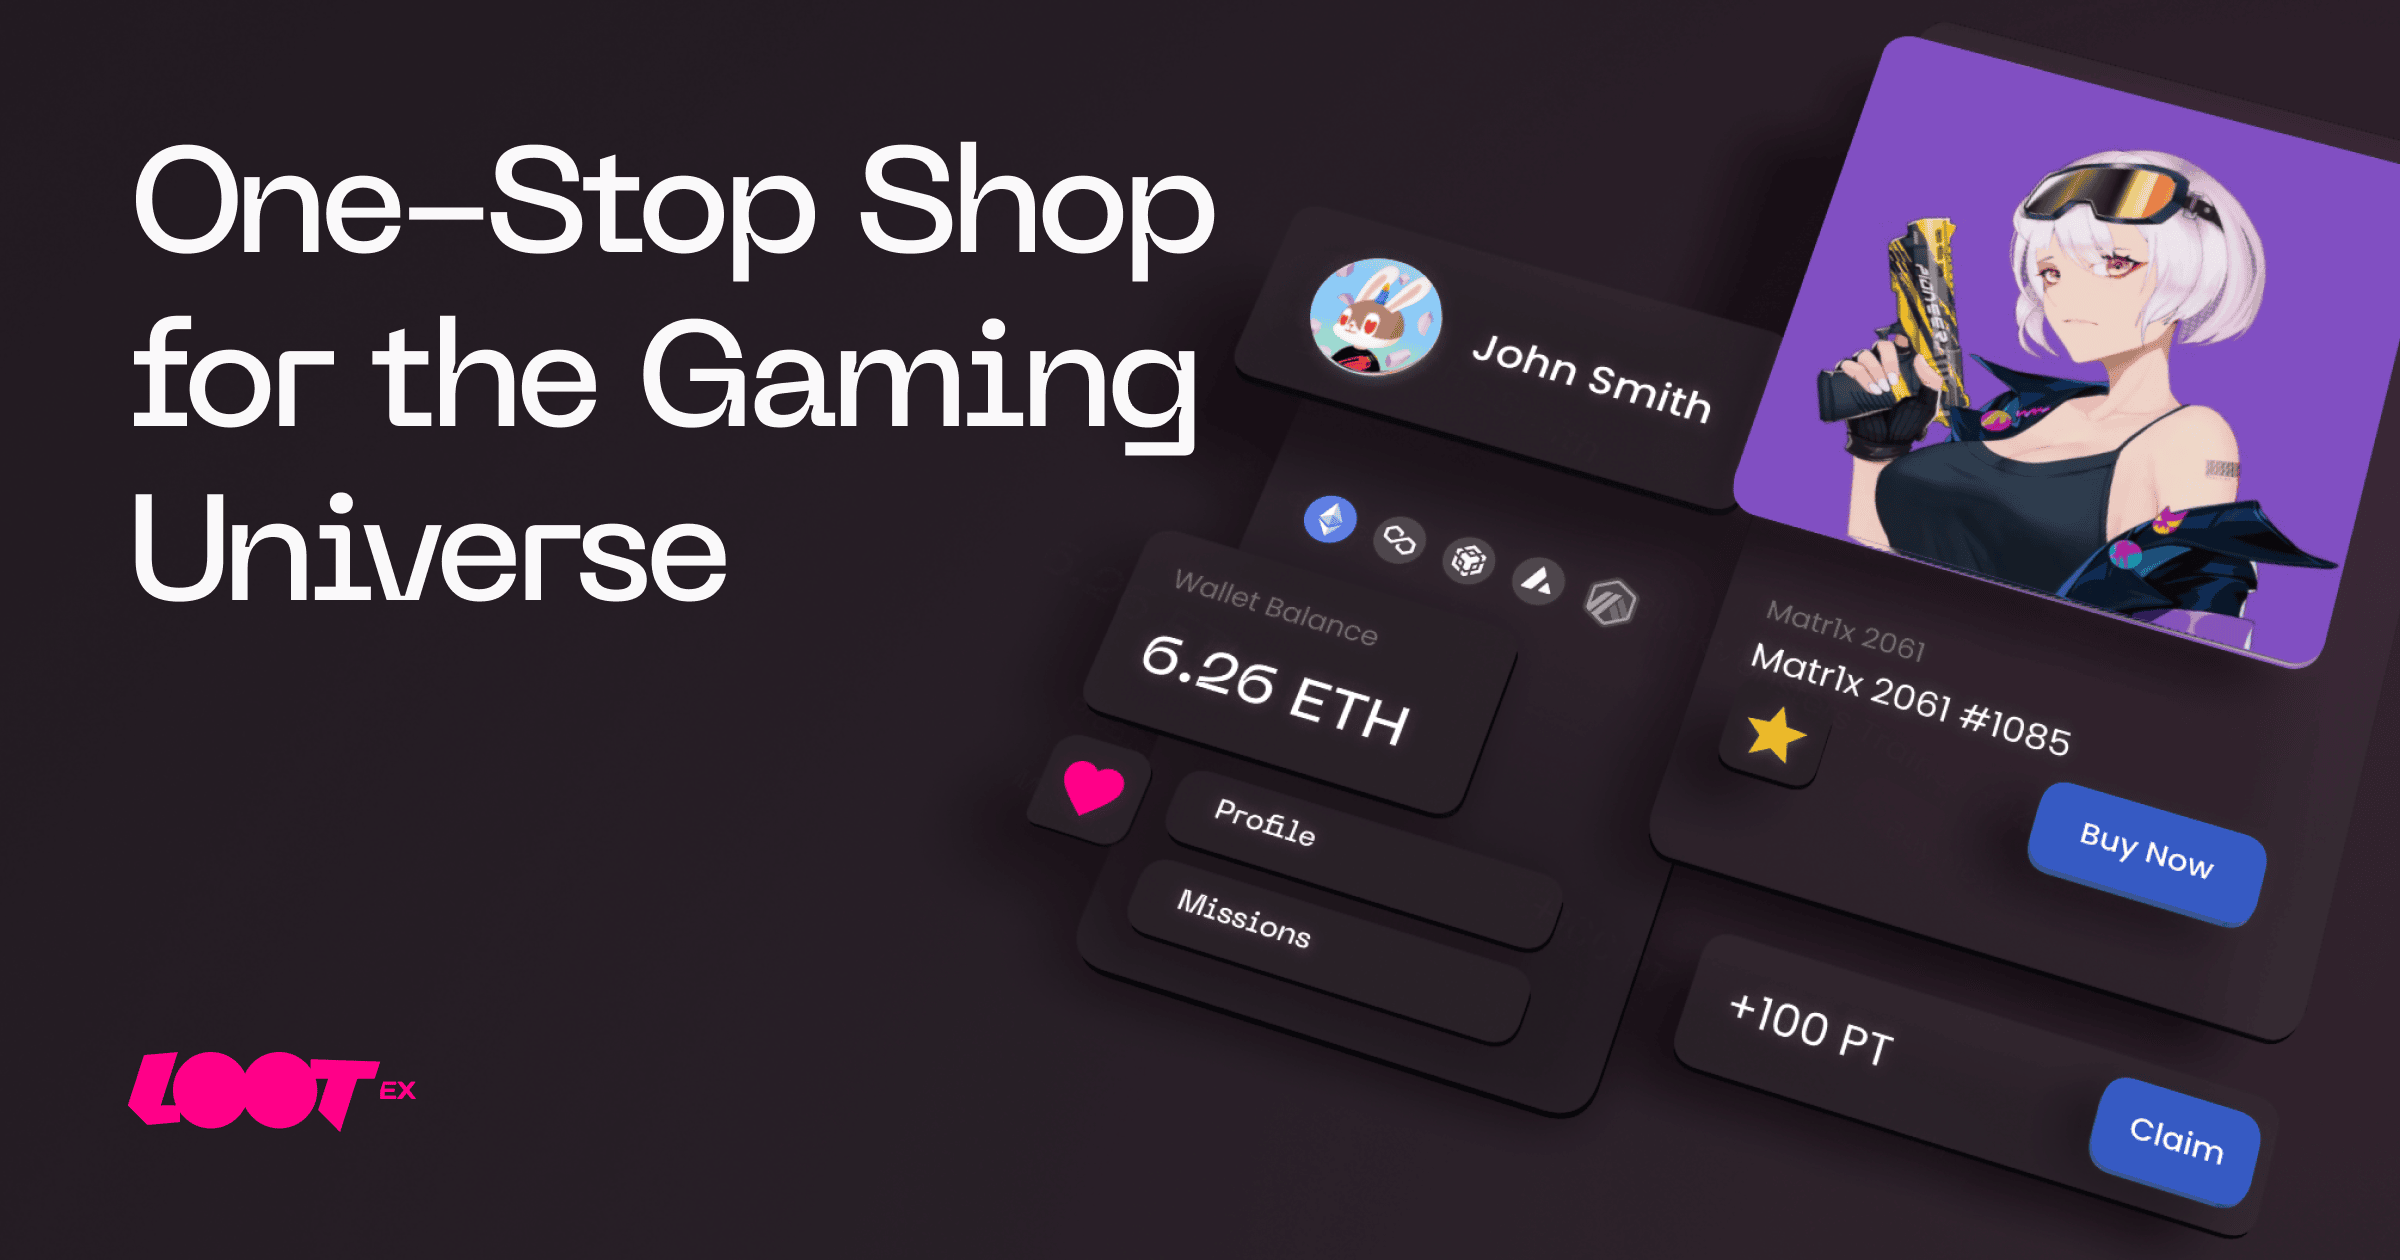 One-Stop Shop
for the Gaming
Universe
John Smith
Wallet Balance
6.26 ETH
Profile
Missions
PIONEER
Matr1x 2061
Matr1x 2061 #1085
Buy Now
+100 PT
Claim
LOOT EX